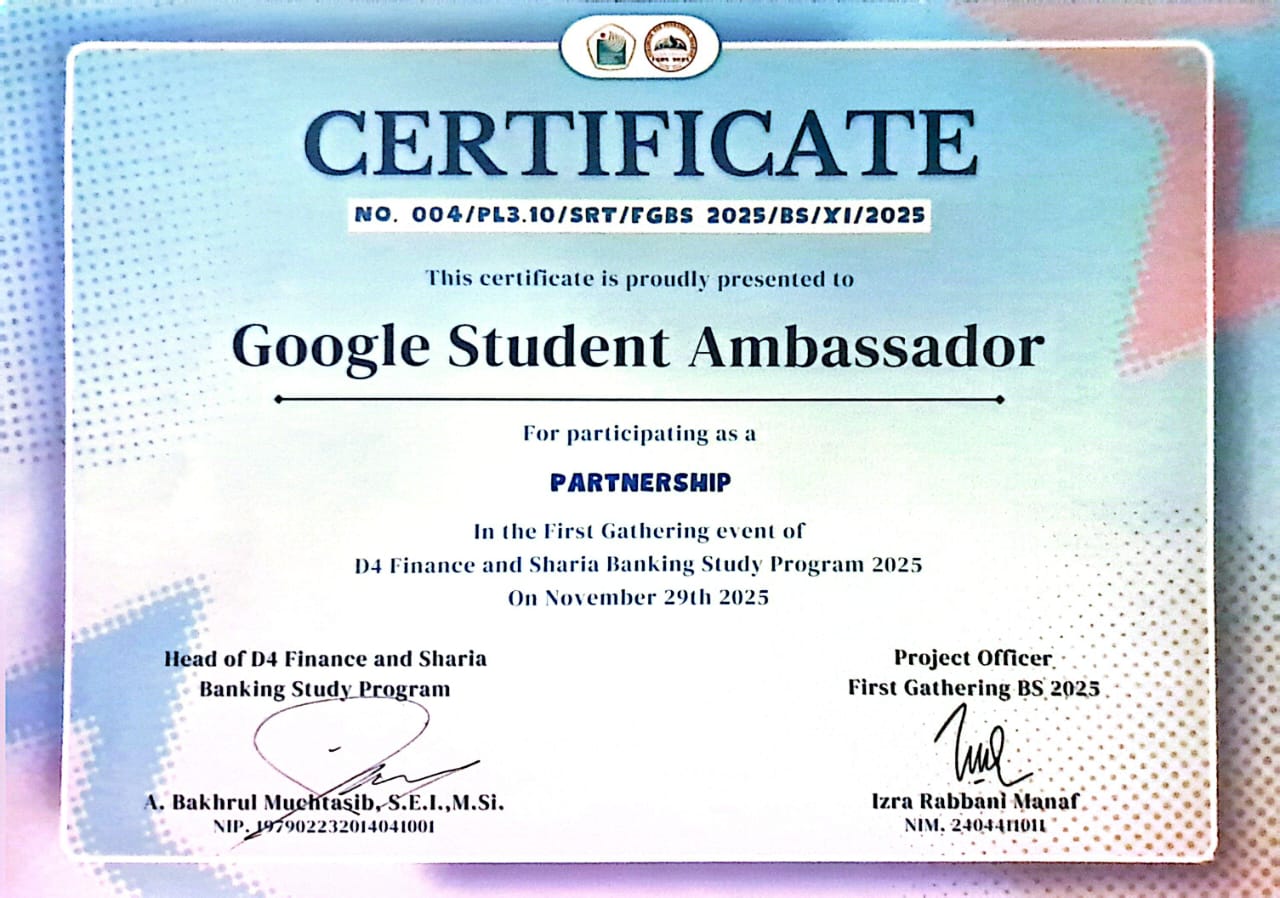 CERTIFICATE
NO. 004/PL3.10/SRT/FGBS 2025/BS/XI/2025
This certificate is proudly presented to
Google Student Ambassador
For participating as a
PARTNERSHIP
In the First Gathering event of
D4 Finance and Sharia Banking Study Program 2025
On November 29th 2025
Head of D4 Finance and Sharia
Banking Study Program
A. Bakhrul Muchtasib, S.E.I.,M.Si.
NIP. 197902232014041001
Project Officer
First Gathering BS 2025
Izra Rabbani Manaf
NIM. 2404411011